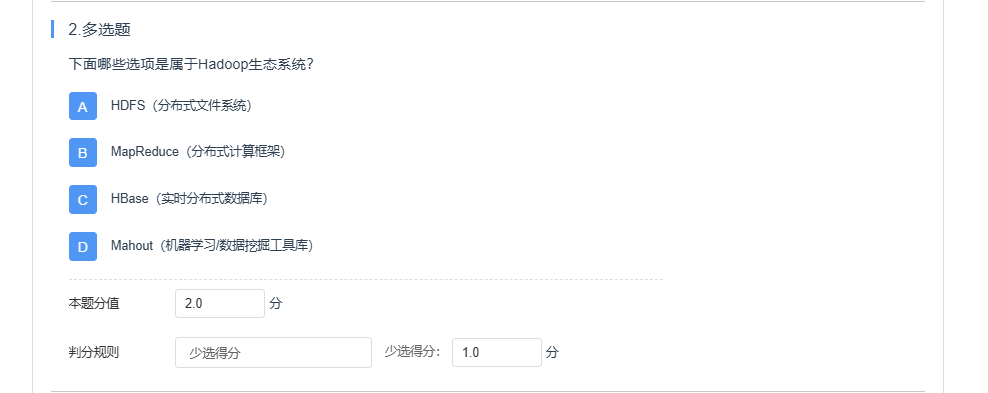 2.多选题
下面哪些选项是属于Hadoop生态系统?
A HDFS（分布式文件系统）
B MapReduce（分布式计算框架）
C HBase（实时分布式数据库）
D Mahout（机器学习/数据挖掘工具库）
本题分值 2.0 分
判分规则 少选得分 少选得分： 1.0 分